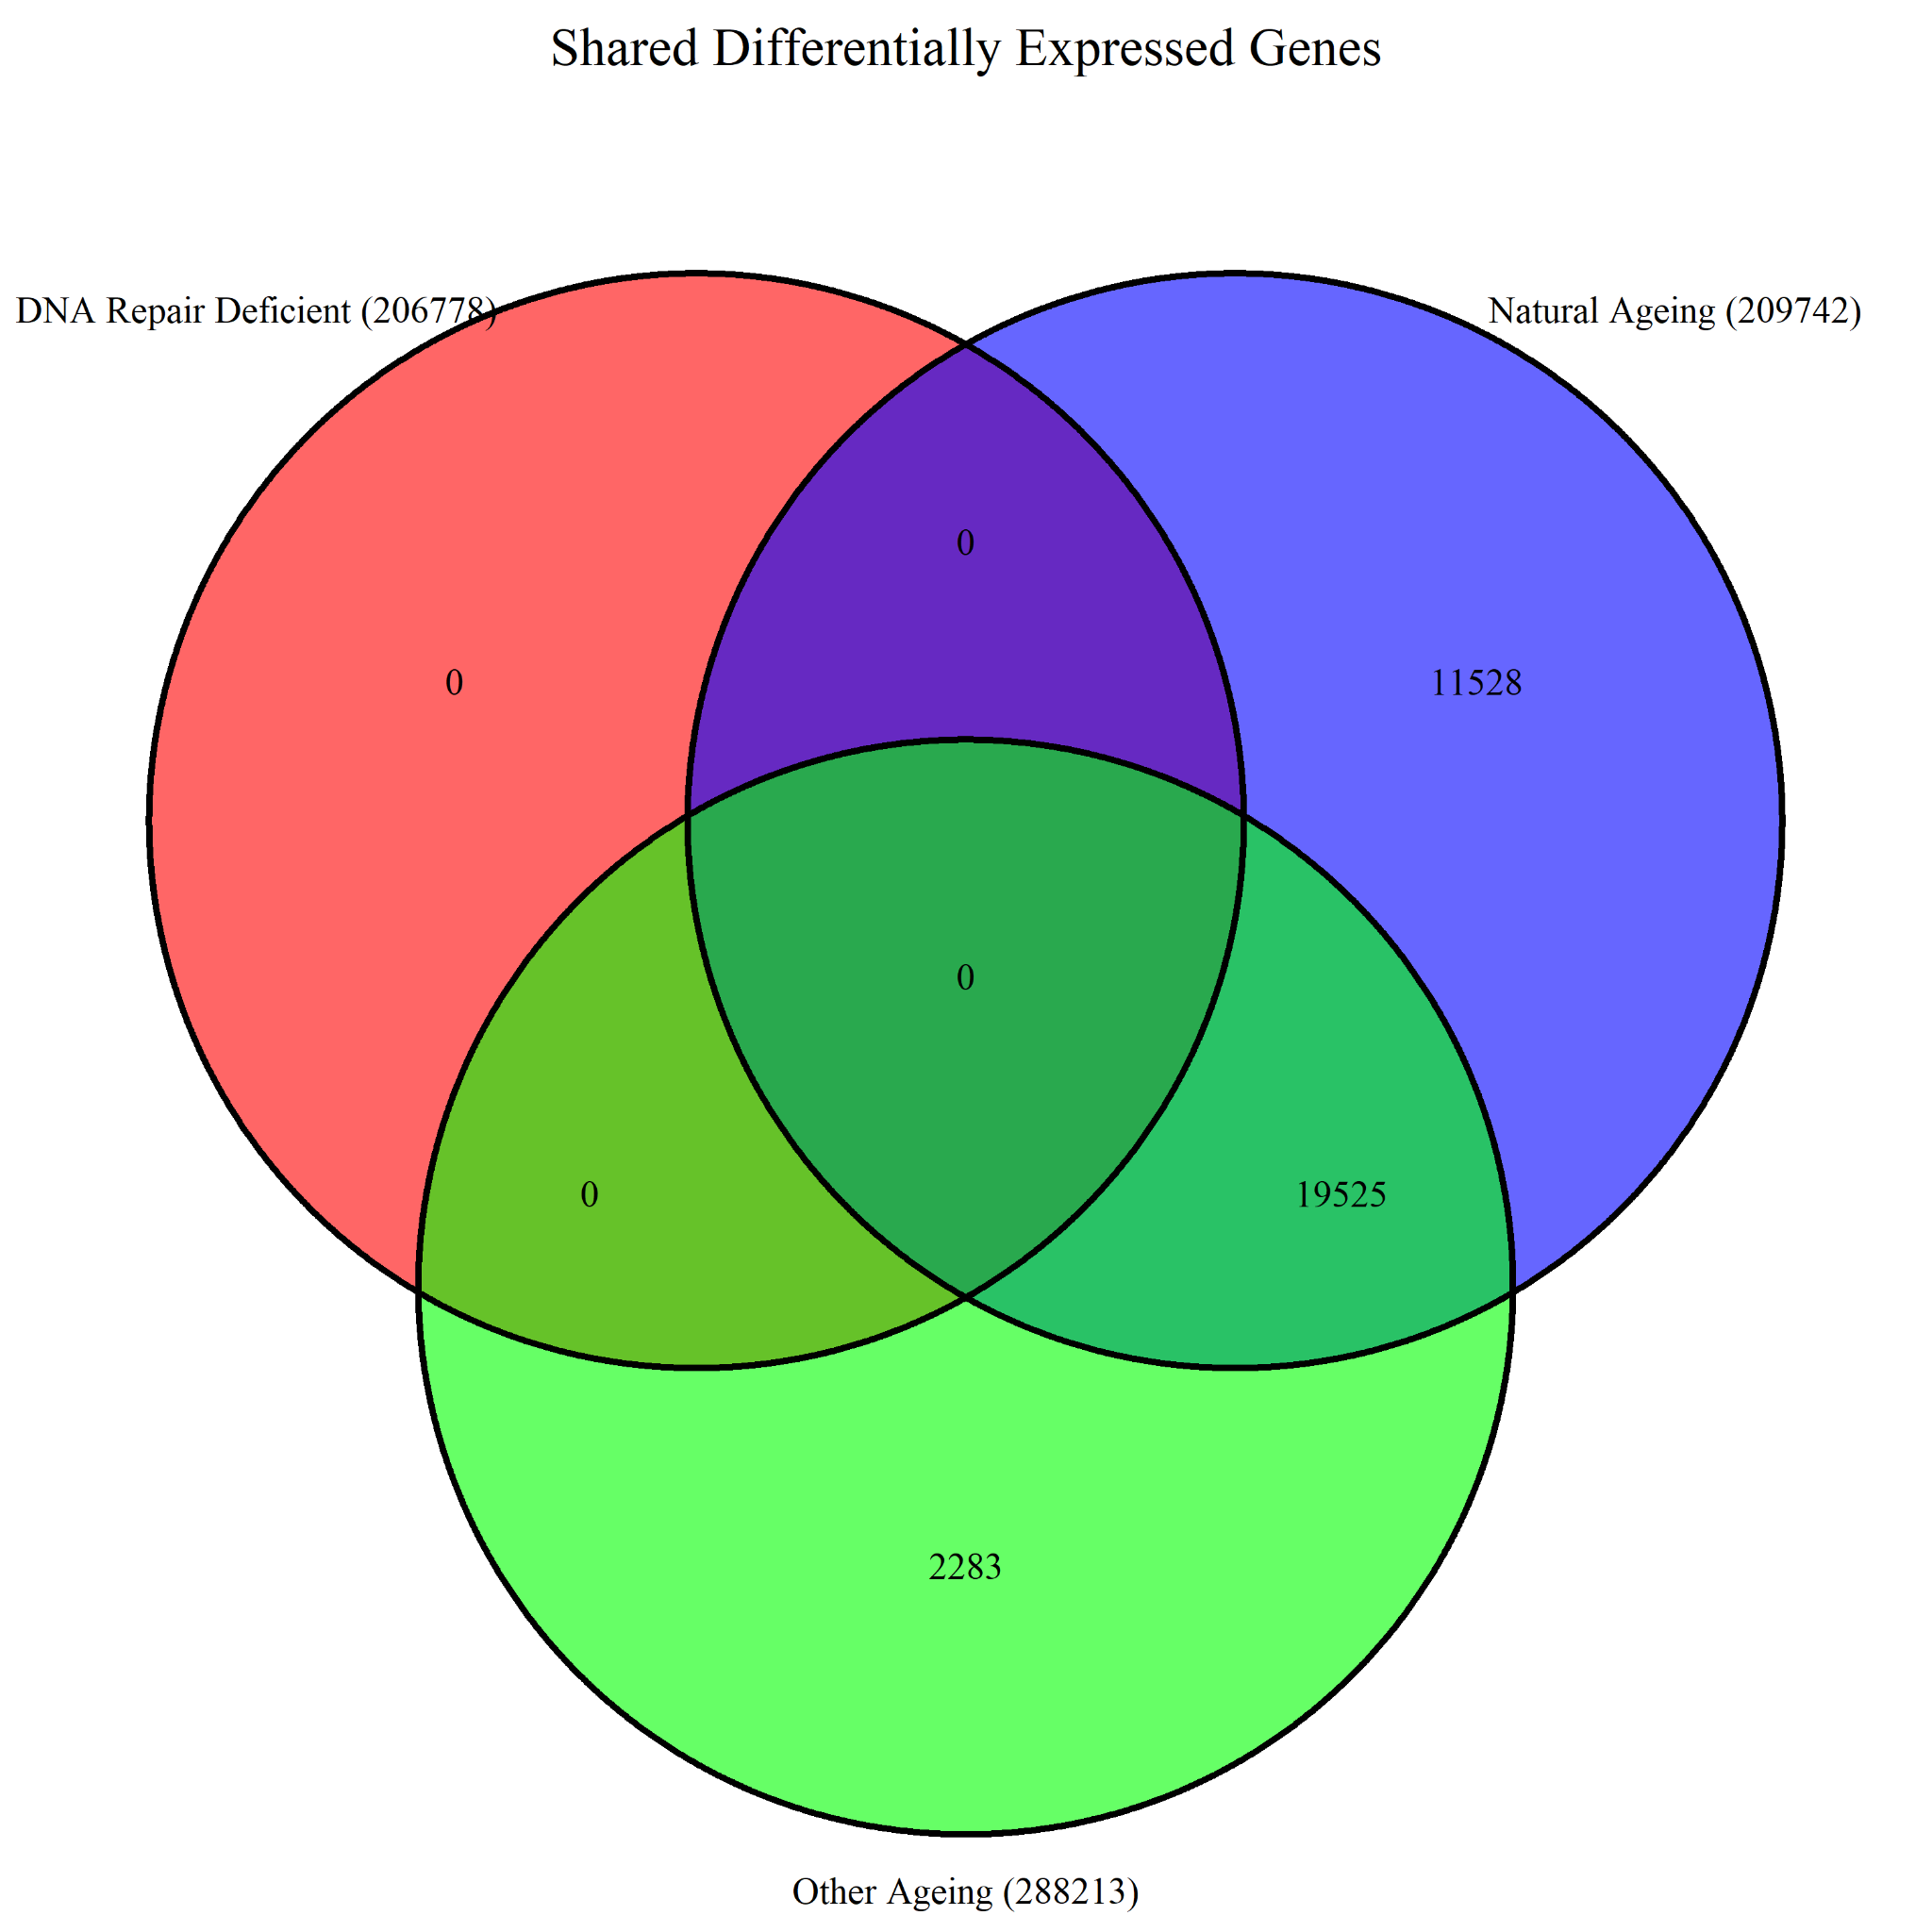 Shared Differentially Expressed Genes
DNA Repair Deficient (206778)
Natural Ageing (209742)
0
0
11528
0
0
19525
2283
Other Ageing (288213)